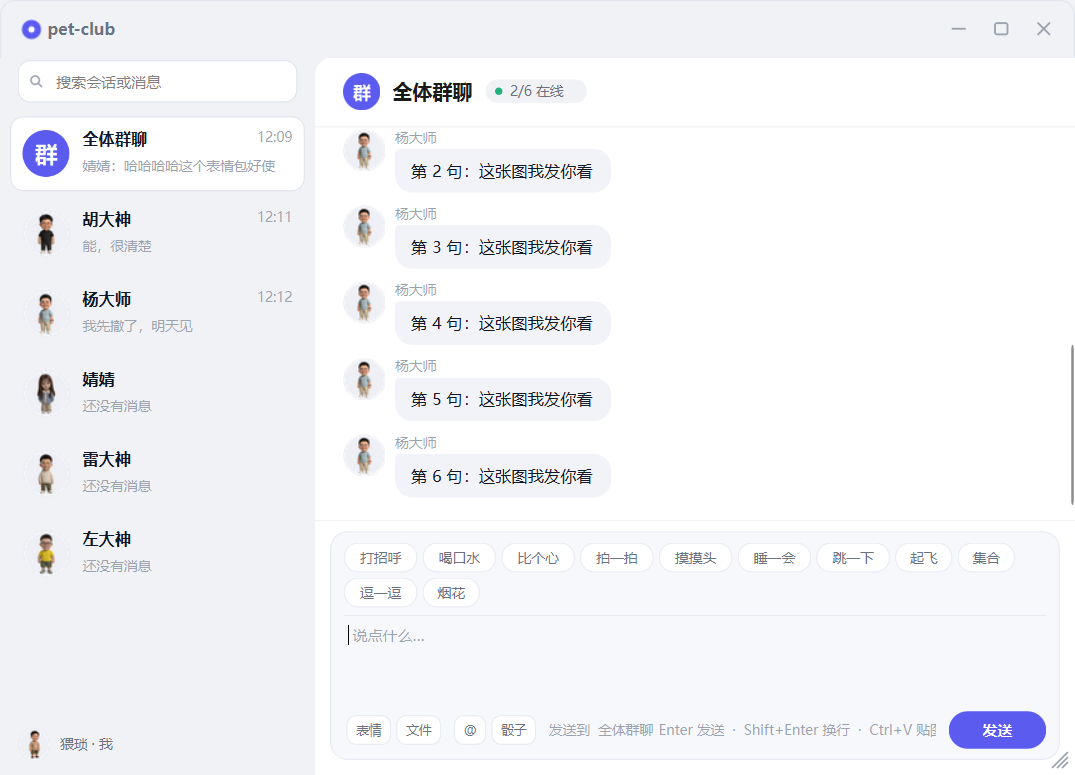 pet-club
搜索会话或消息
群
全体群聊
12:09
婧婧：哈哈哈哈这个表情包好使
胡大神
12:11
能，很清楚
杨大师
12:12
我先撤了，明天见
婧婧
还没有消息
雷大神
还没有消息
左大神
还没有消息
猥琐 · 我
群
全体群聊
2/6 在线
杨大师
第 2 句：这张图我发你看
杨大师
第 3 句：这张图我发你看
杨大师
第 4 句：这张图我发你看
杨大师
第 5 句：这张图我发你看
杨大师
第 6 句：这张图我发你看
打招呼 喝口水 比个心 拍一拍 摸摸头 睡一会 跳一下 起飞 集合
逗一逗 烟花
说点什么...
表情 文件 @ 骰子 发送到 全体群聊 Enter 发送 · Shift+Enter 换行 · Ctrl+V 贴图 发送